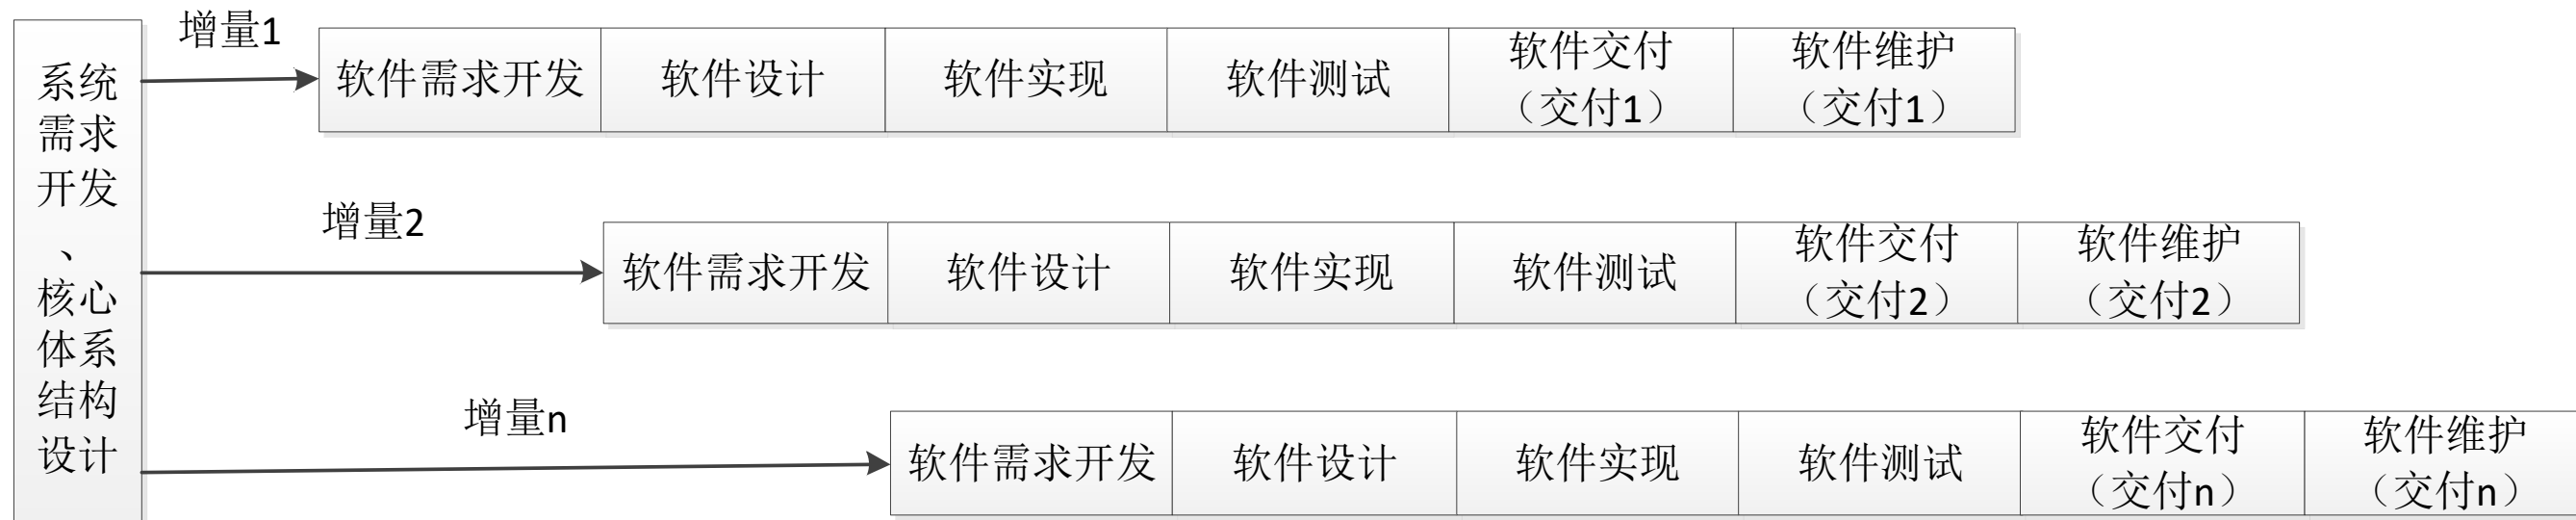 系统
需求
开发
、
核心
体系
结构
设计
增量1
软件需求开发
软件设计
软件实现
软件测试
软件交付
（交付1）
软件维护
（交付1）
增量2
软件需求开发
软件设计
软件实现
软件测试
软件交付
（交付2）
软件维护
（交付2）
增量n
软件需求开发
软件设计
软件实现
软件测试
软件交付
（交付n）
软件维护
（交付n）